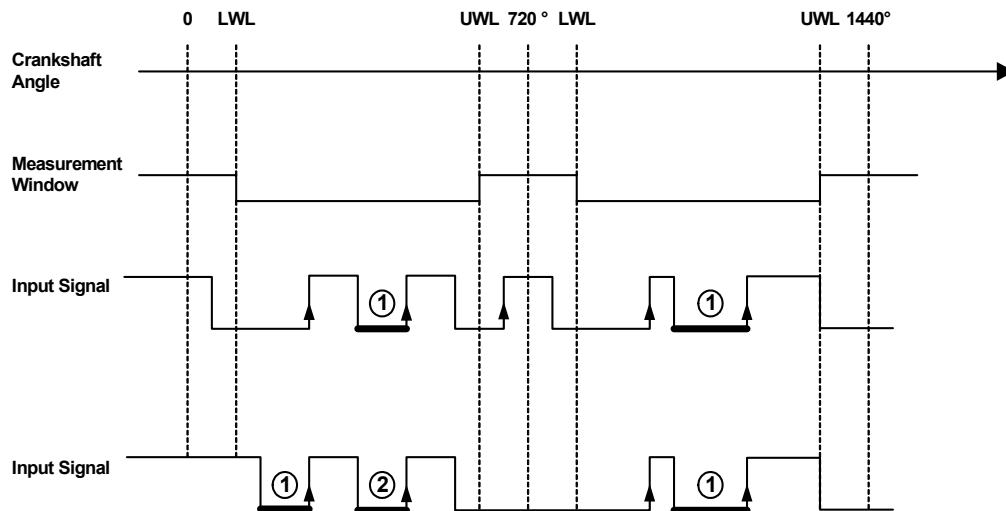 0 LWL UWL 720 ° LWL UWL 1440°
Crankshaft
Angle
Measurement
Window
Input Signal
1 1
Input Signal
1 2 1